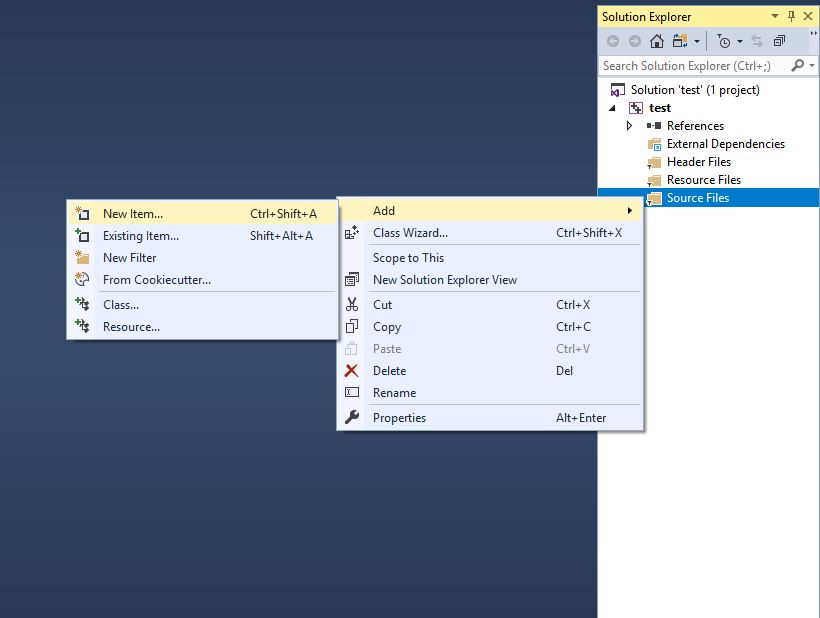 Solution Explorer
Search Solution Explorer (Ctrl+;)
Solution 'test' (1 project)
test
References
External Dependencies
Header Files
Resource Files
Source Files
Add
Class Wizard... Ctrl+Shift+X
Scope to This
New Solution Explorer View
Cut Ctrl+X
Copy Ctrl+C
Paste Ctrl+V
Delete Del
Rename
Properties Alt+Enter
New Item... Ctrl+Shift+A
Existing Item... Shift+Alt+A
New Filter
From Cookiecutter...
Class...
Resource...